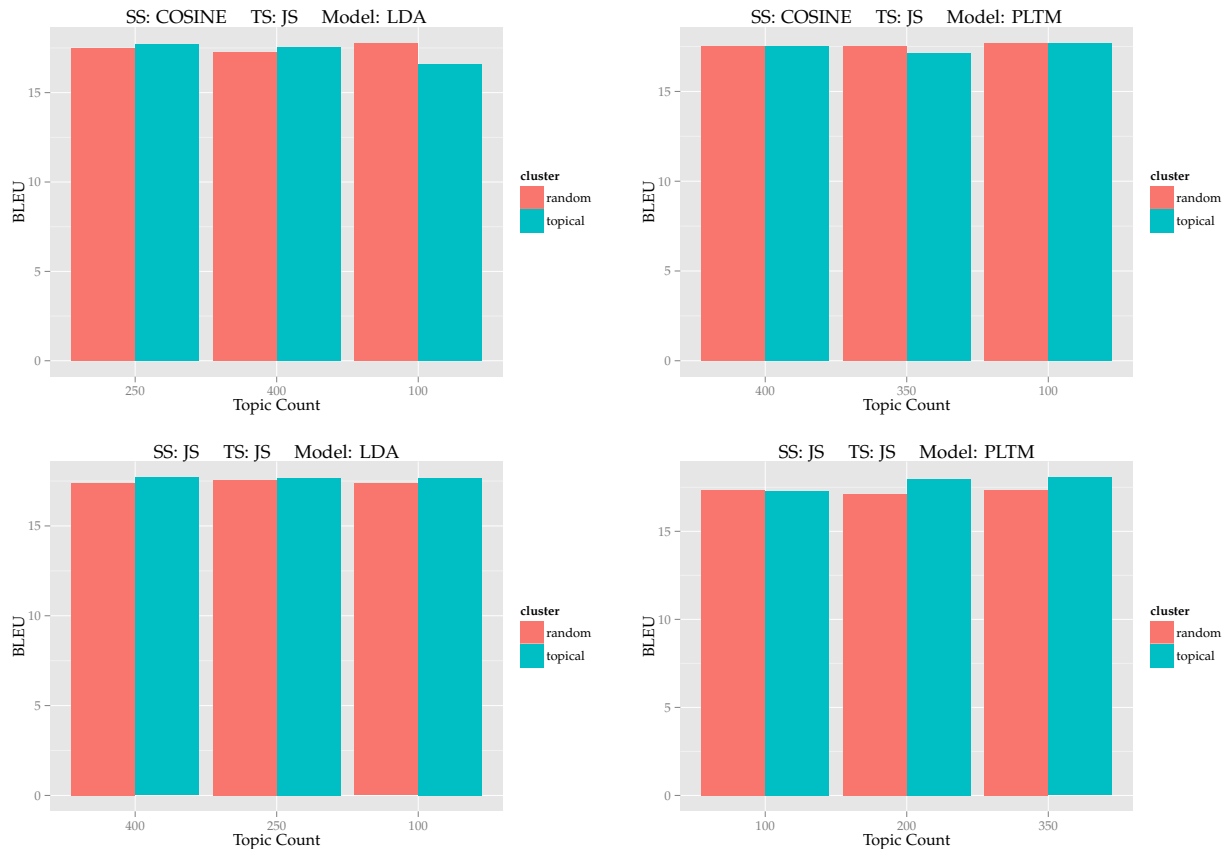 SS: COSINE TS: JS Model: LDA
15
10
5
0
BLEU
250 400 100
Topic Count
cluster
random
topical
SS: COSINE TS: JS Model: PLTM
15
10
5
0
BLEU
400 350 100
Topic Count
cluster
random
topical
SS: JS TS: JS Model: LDA
15
10
5
0
BLEU
400 250 100
Topic Count
cluster
random
topical
SS: JS TS: JS Model: PLTM
15
10
5
0
BLEU
100 200 350
Topic Count
cluster
random
topical